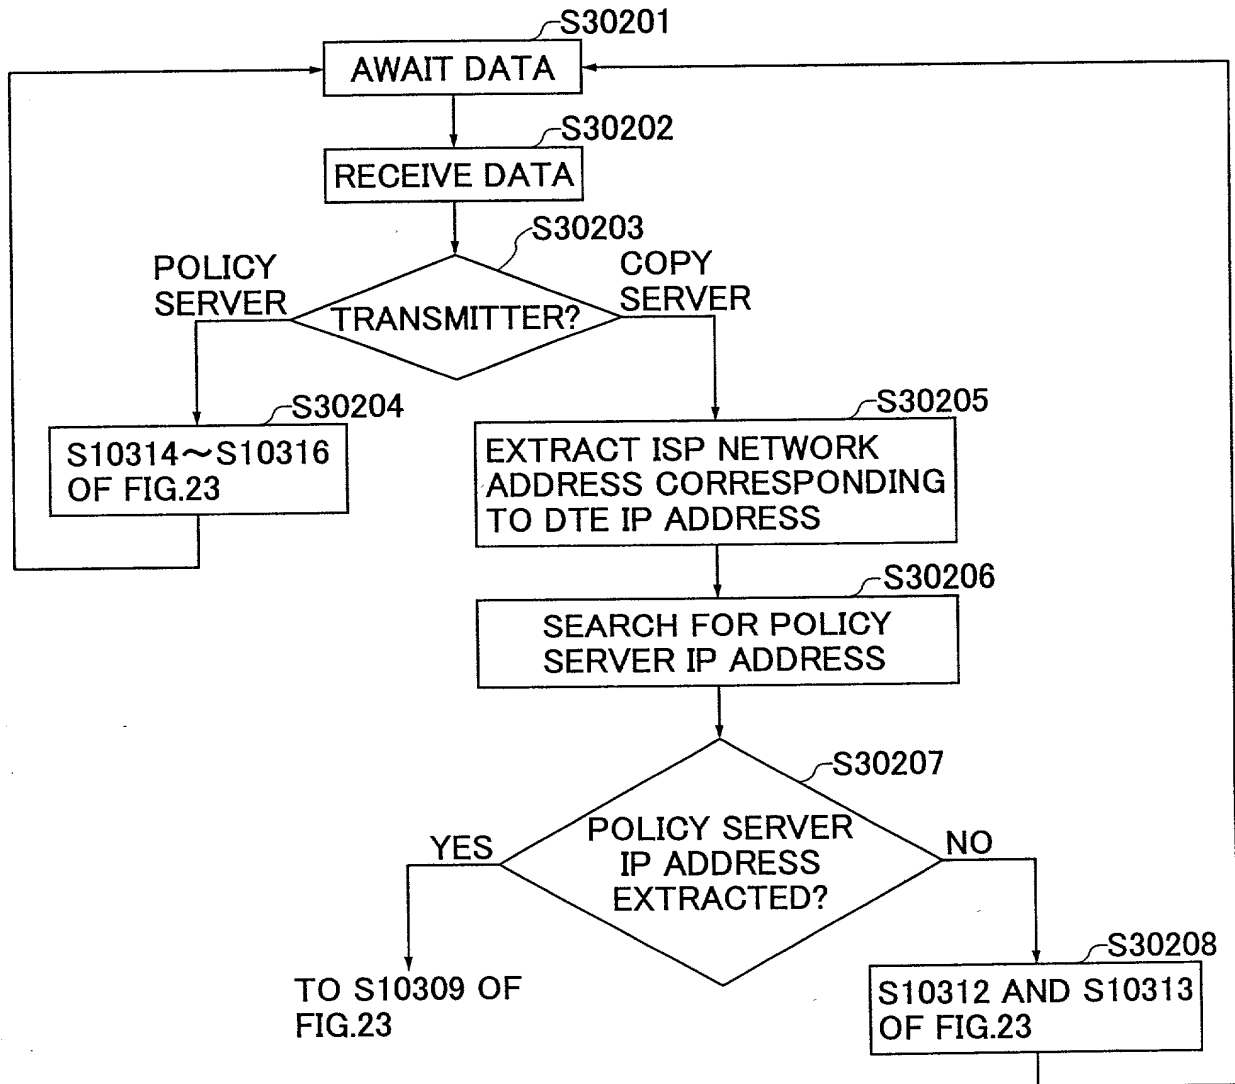 S30201
AWAIT DATA
S30202
RECEIVE DATA
S30203
POLICY
SERVER
COPY
SERVER
TRANSMITTER?
S30204
S10314～S10316
OF FIG.23
S30205
EXTRACT ISP NETWORK
ADDRESS CORRESPONDING
TO DTE IP ADDRESS
S30206
SEARCH FOR POLICY
SERVER IP ADDRESS
S30207
POLICY SERVER
IP ADDRESS
EXTRACTED?
YES
NO
TO S10309 OF
FIG.23
S30208
S10312 AND S10313
OF FIG.23